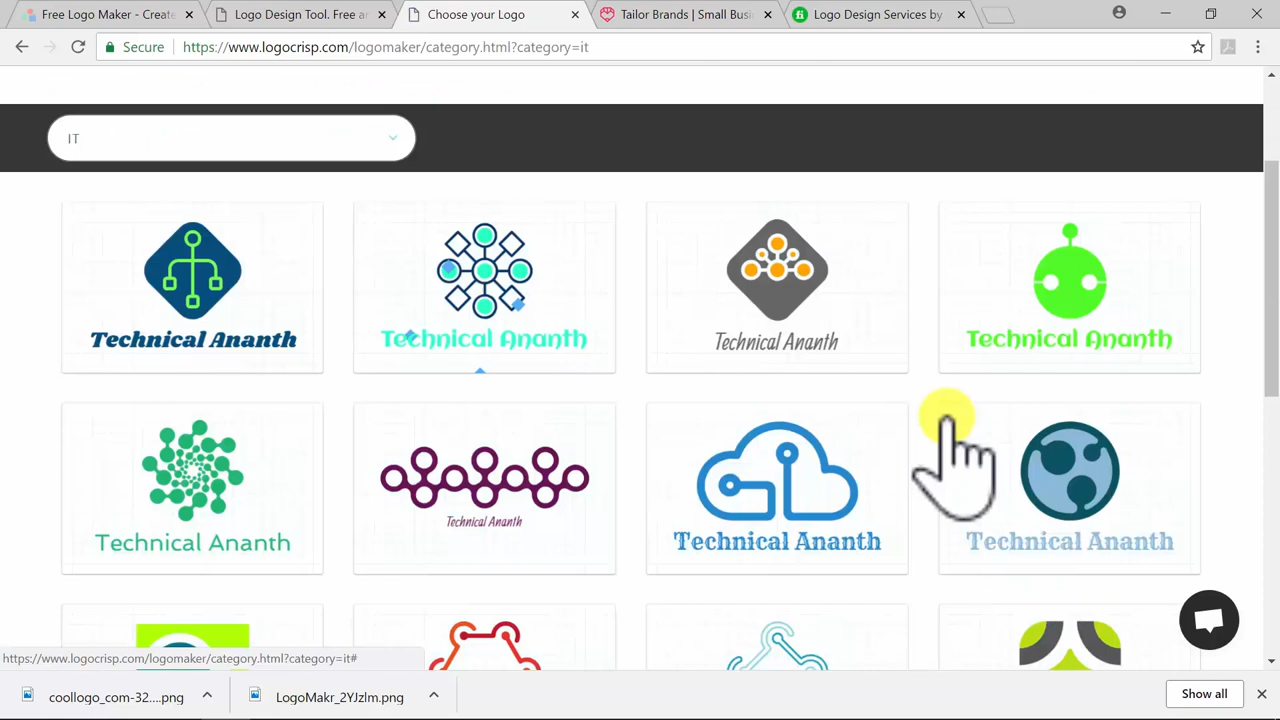 Free Logo Maker - Create
Logo Design Tool. Free an
Choose your Logo
Tailor Brands | Small Busi
fi
Logo Design Services by
Secure
https://www.logocrisp.com/logomaker/category.html?category=it
IT
Technical Ananth
Technical Ananth
Technical Ananth
Technical Ananth
Technical Ananth
Technical Ananth
Technical Ananth
Technical Ananth
https://www.logocrisp.com/logomaker/category.html?category=it#
coollogo_com-32....png
LogoMakr_2YJzlm.png
Show all